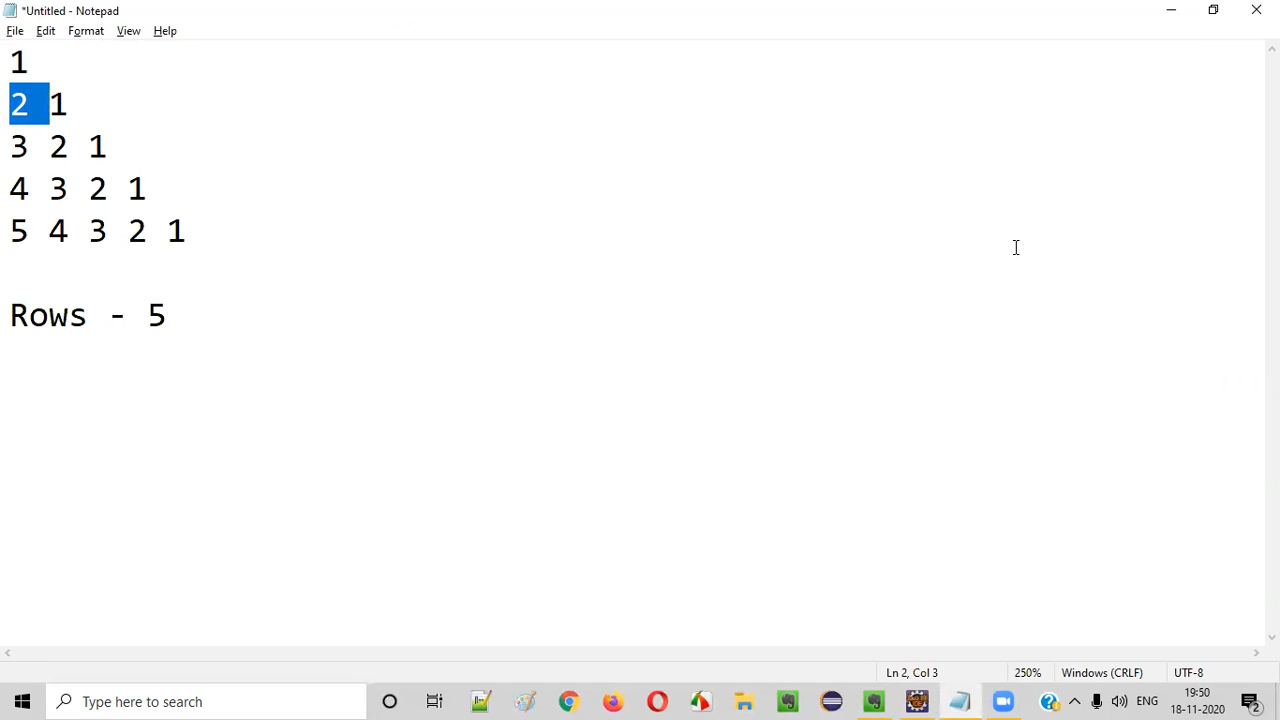 *Untitled - Notepad
File Edit Format View Help
1
2 1
3 2 1
4 3 2 1
5 4 3 2 1
Rows - 5
Ln 2, Col 3 250% Windows (CRLF) UTF-8
Type here to search
ENG
19:50
18-11-2020
2